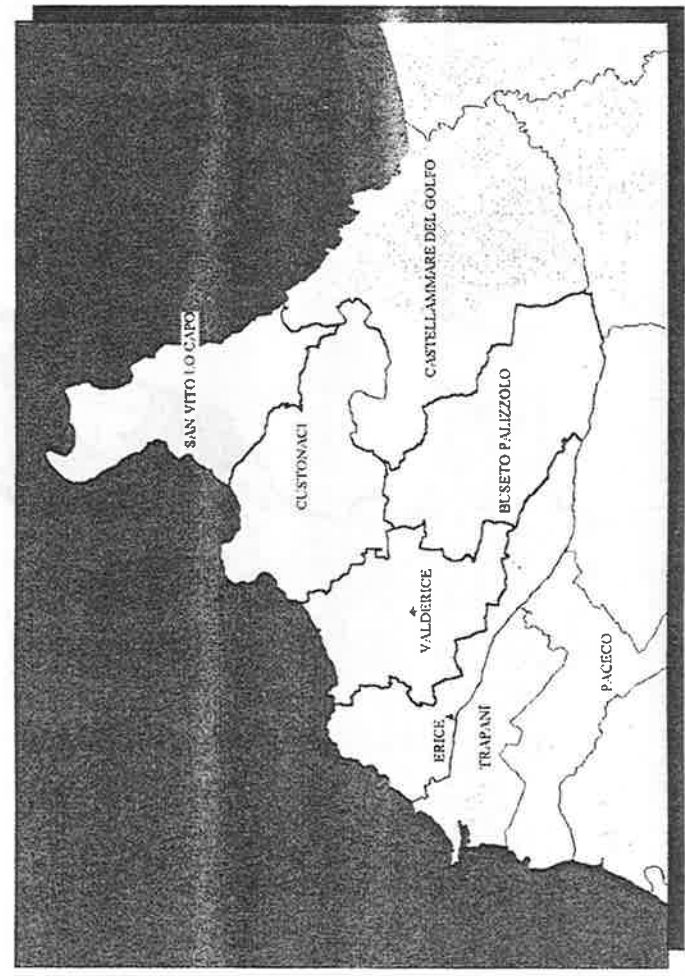 SAN VITO LO CAPO
CUSTONACI
CASTELLAMMARE DEL GOLFO
VALDERICE
BUSETO PALIZZOLO
ERICE
TRAPANI
PACECO